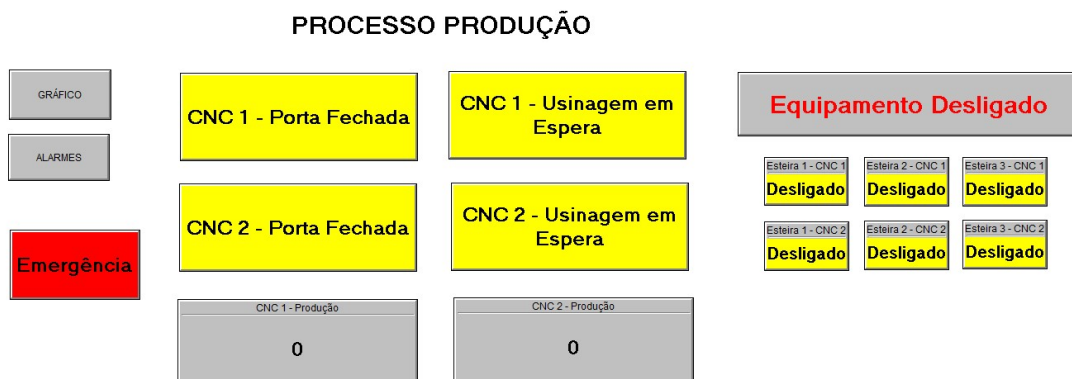 PROCESSO PRODUÇÃO
GRÁFICO
ALARMES
Emergência
CNC 1 - Porta Fechada
CNC 1 - Usinagem em
Espera
CNC 2 - Porta Fechada
CNC 2 - Usinagem em
Espera
CNC 1 - Produção
0
CNC 2 - Produção
0
Equipamento Desligado
Esteira 1 - CNC 1
Desligado
Esteira 2 - CNC 1
Desligado
Esteira 3 - CNC 1
Desligado
Esteira 1 - CNC 2
Desligado
Esteira 2 - CNC 2
Desligado
Esteira 3 - CNC 2
Desligado